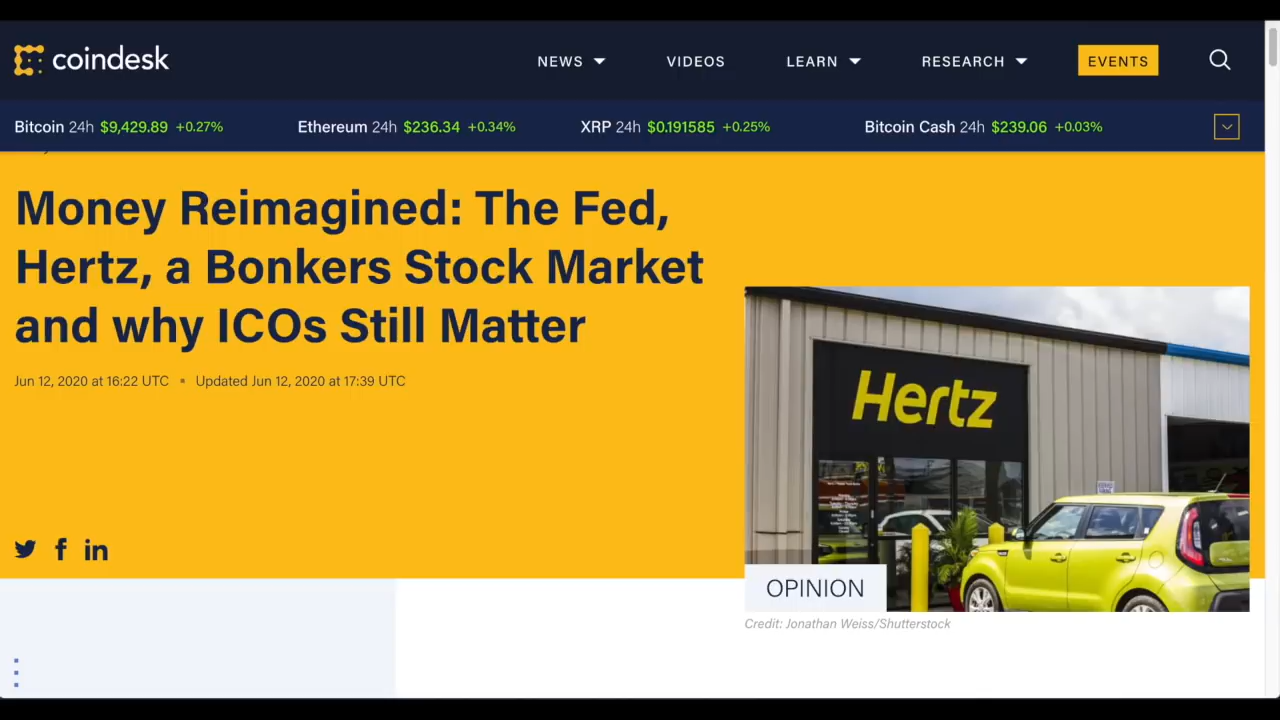 coindesk
NEWS
VIDEOS
LEARN
RESEARCH
EVENTS
Bitcoin 24h $9,429.89 +0.27%
Ethereum 24h $236.34 +0.34%
XRP 24h $0.191585 +0.25%
Bitcoin Cash 24h $239.06 +0.03%
Money Reimagined: The Fed,
Hertz, a Bonkers Stock Market
and why ICOs Still Matter
Jun 12, 2020 at 16:22 UTC
Updated Jun 12, 2020 at 17:39 UTC
Hertz
OPINION
Credit: Jonathan Weiss/Shutterstock